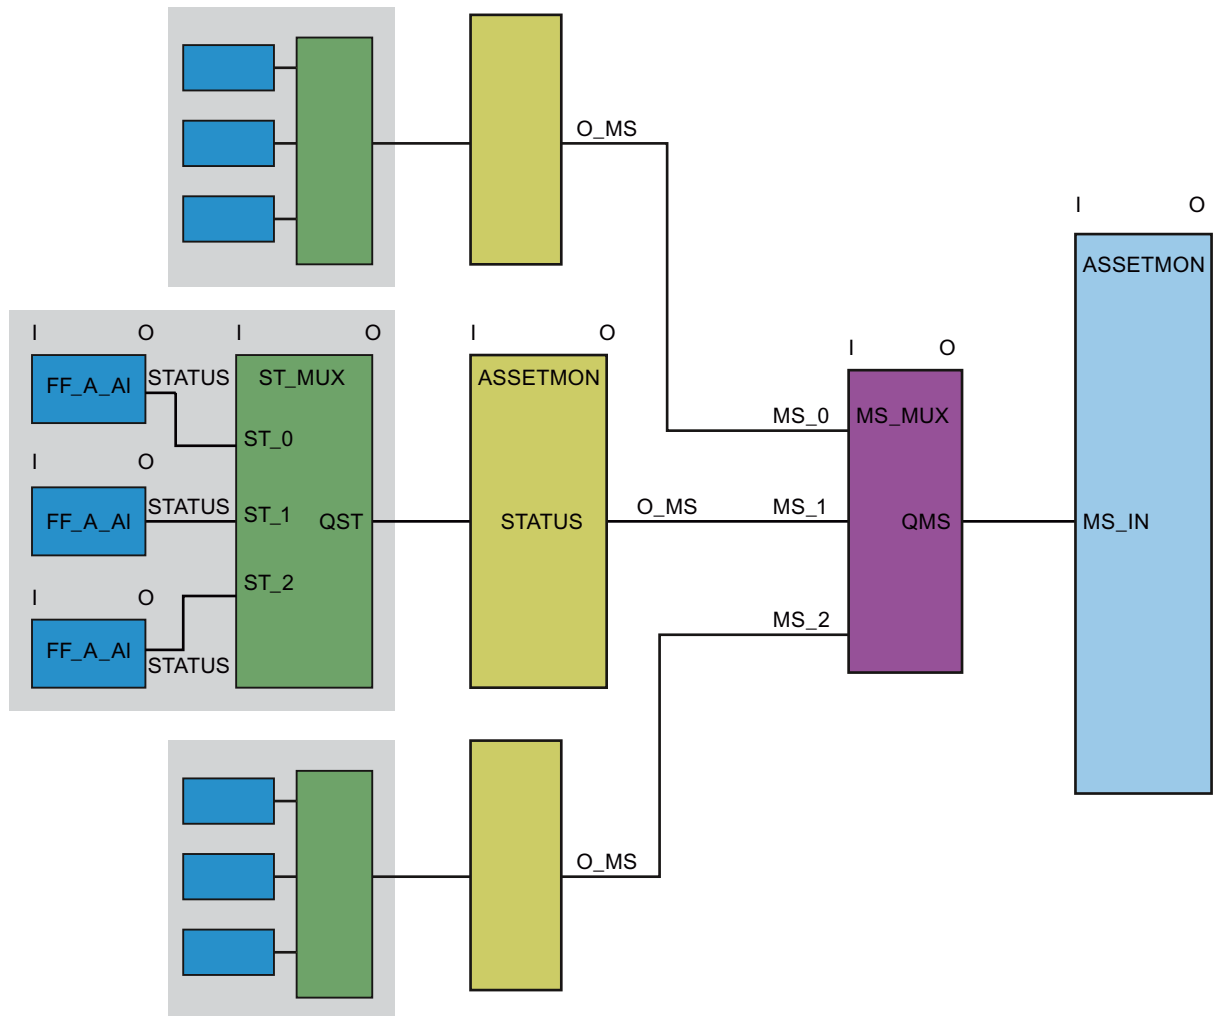 O_MS
I O
ASSETMON
I O I O I O
I O
FF_A_AI STATUS ST_MUX ASSETMON
MS_0 MS_MUX
ST_0
I O
STATUS
FF_A_AI ST_1 QST STATUS O_MS MS_1 QMS MS_IN
ST_2
I O
MS_2
FF_A_AI
STATUS
O_MS